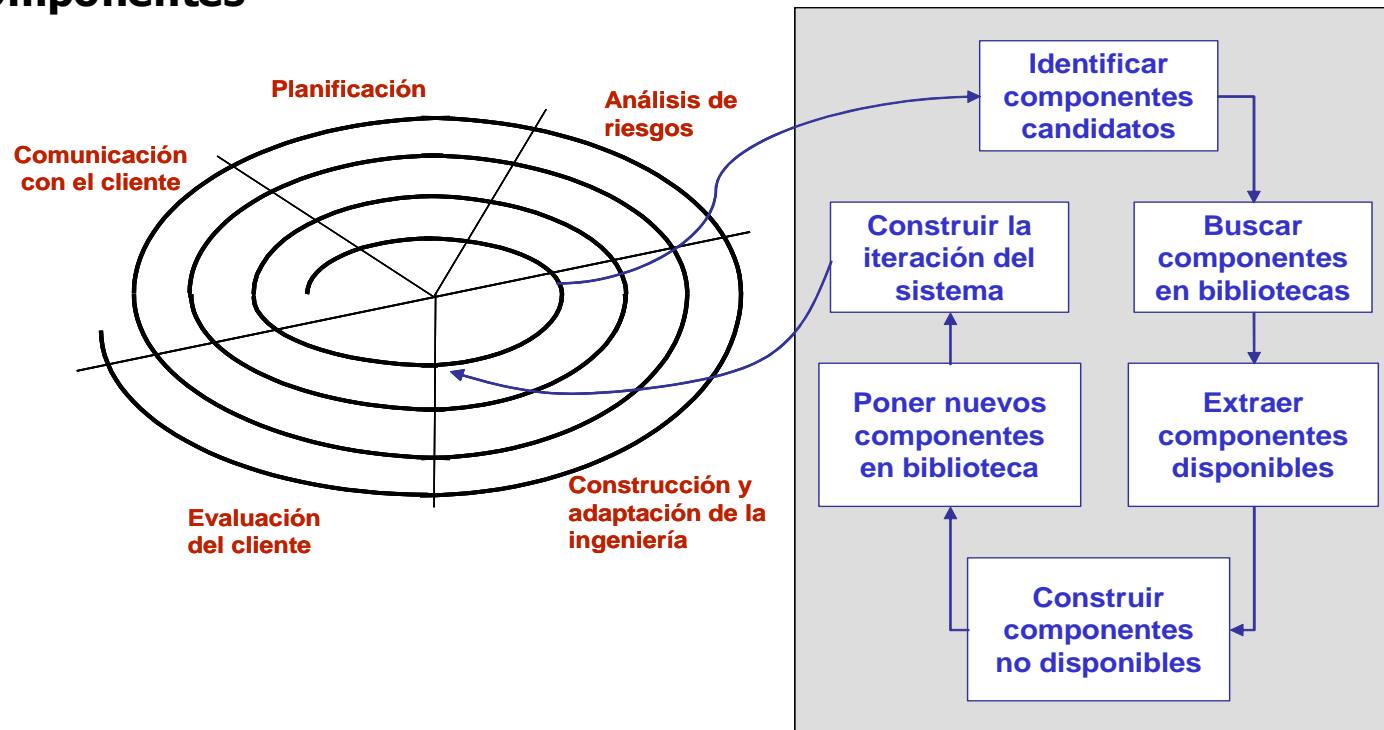 omponentes
Planificación
Análisis de
riesgos
Comunicación
con el cliente
Evaluación
del cliente
Construcción y
adaptación de la
ingeniería
Identificar
componentes
candidatos
Buscar
componentes
en bibliotecas
Extraer
componentes
disponibles
Construir
componentes
no disponibles
Poner nuevos
componentes
en biblioteca
Construir la
iteración del
sistema